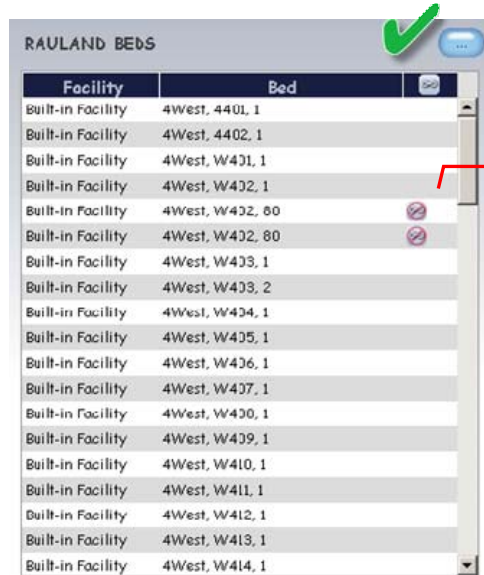 RAULAND BEDS
...
Facility Bed
Built-in Facility 4West, 4401, 1
Built-in Facility 4West, 4402, 1
Built-in Facility 4West, W401, 1
Built-in Facility 4West, W402, 1
Built-in Facility 4West, W402, 80
Built-in Facility 4West, W402, 80
Built-in Facility 4West, W403, 1
Built-in Facility 4West, W403, 2
Built-in Facility 4West, W404, 1
Built-in Facility 4West, W405, 1
Built-in Facility 4West, W406, 1
Built-in Facility 4West, W407, 1
Built-in Facility 4West, W408, 1
Built-in Facility 4West, W409, 1
Built-in Facility 4West, W410, 1
Built-in Facility 4West, W411, 1
Built-in Facility 4West, W412, 1
Built-in Facility 4West, W413, 1
Built-in Facility 4West, W414, 1